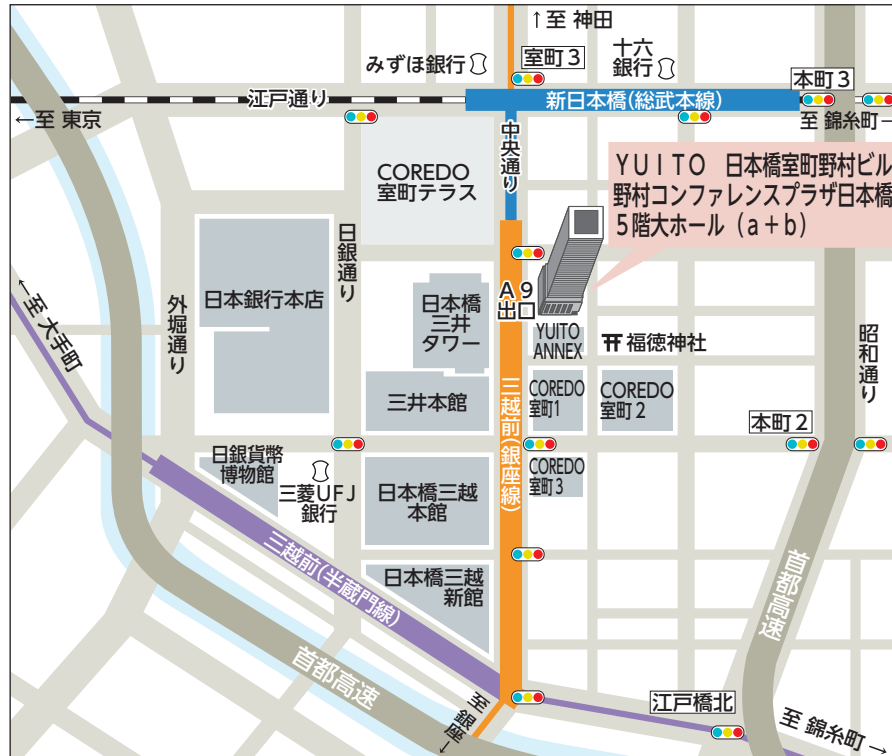 ↑至 神田
みずほ銀行
室町3
十六
銀行
本町3
江戸通り
新日本橋(総武本線)
←至 東京
至 錦糸町→
中央通り
COREDO
室町テラス
YUITO 日本橋室町野村ビル
野村コンファレンスプラザ日本橋
5階大ホール(a+b)
日銀通り
外堀通り
日本銀行本店
日本橋
三井
タワー
A9
出口
YUITO
ANNEX
福徳神社
昭和通り
←至 大手町
三井本館
三越前(銀座線)
COREDO
室町1
COREDO
室町2
本町2
日銀貨幣
博物館
三菱UFJ
銀行
日本橋三越
本館
COREDO
室町3
三越前(半蔵門線)
日本橋三越
新館
首都高速
首都高速
至 銀座→
江戸橋北
至 錦糸町→